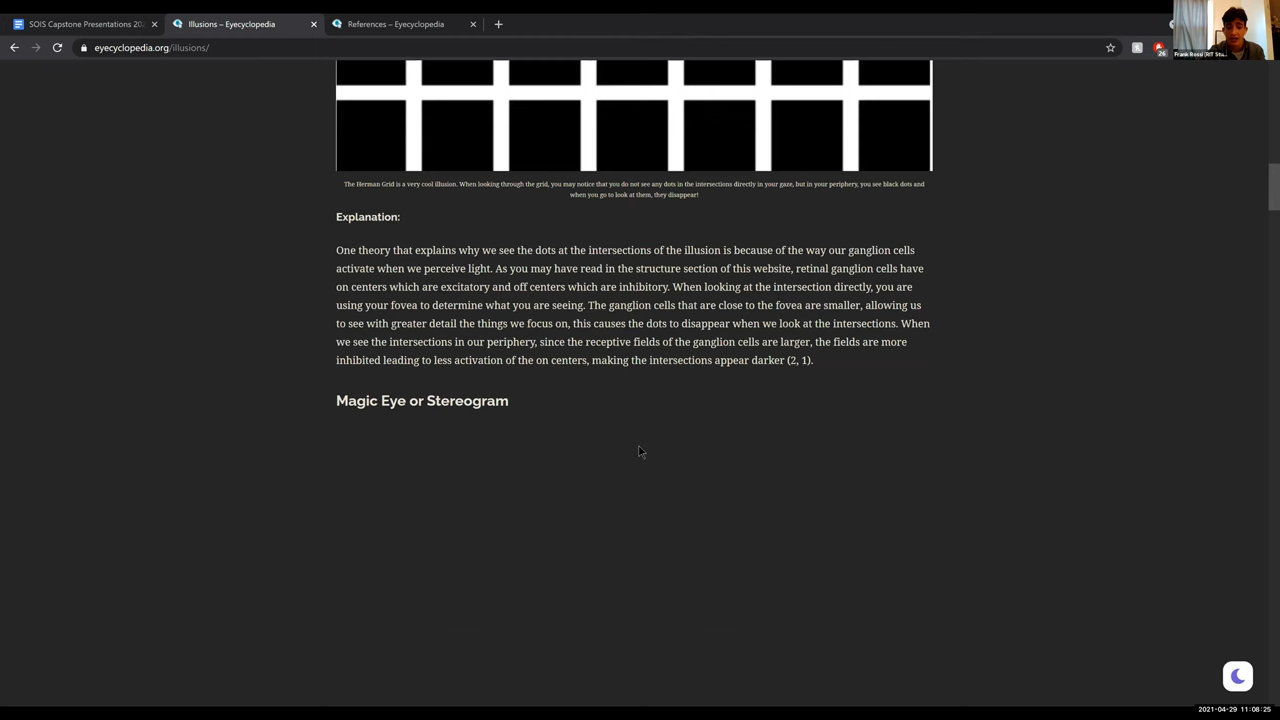 SOIS Capstone Presentations 202
Illusions – Eyecyclopedia
References – Eyecyclopedia
eyecyclopedia.org/illusions/
26
Frank Rossi (RIT Stu...
The Herman Grid is a very cool illusion. When looking through the grid, you may notice that you do not see any dots in the intersections directly in your gaze, but in your periphery, you see black dots and
when you go to look at them, they disappear!
Explanation:
One theory that explains why we see the dots at the intersections of the illusion is because of the way our ganglion cells
activate when we perceive light. As you may have read in the structure section of this website, retinal ganglion cells have
on centers which are excitatory and off centers which are inhibitory. When looking at the intersection directly, you are
using your fovea to determine what you are seeing. The ganglion cells that are close to the fovea are smaller, allowing us
to see with greater detail the things we focus on, this causes the dots to disappear when we look at the intersections. When
we see the intersections in our periphery, since the receptive fields of the ganglion cells are larger, the fields are more
inhibited leading to less activation of the on centers, making the intersections appear darker (2, 1).
Magic Eye or Stereogram
2021-04-29 11:08:25